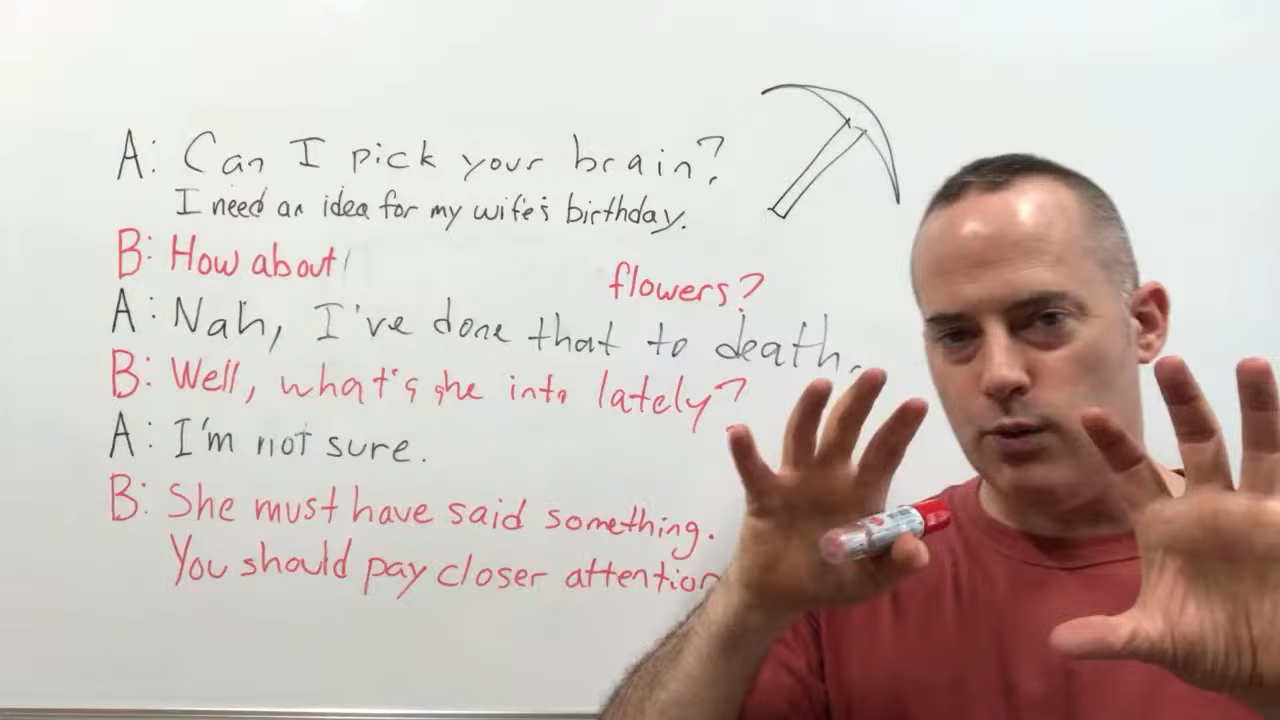 A: Can I pick your brain?
I need an idea for my wife's birthday.
B: How about flowers?
A: Nah, I've done that to death.
B: Well, what's she into lately?
A: I'm not sure.
B: She must have said something.
You should pay closer attention